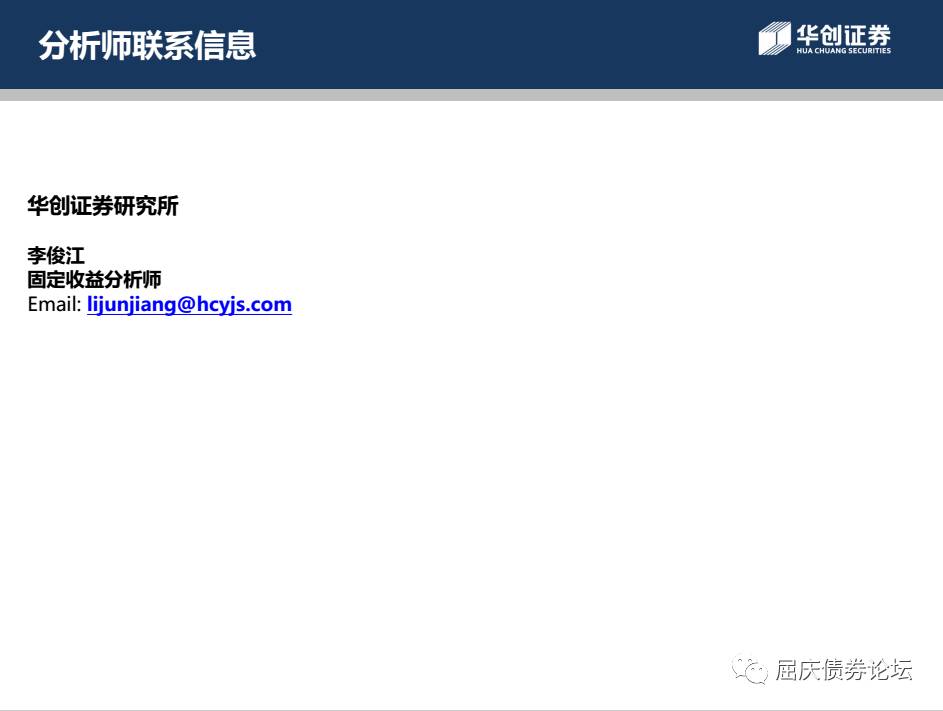 分析师联系信息
华创证券
HUA CHUANG SECURITIES
华创证券研究所
李俊江
固定收益分析师
Email: lijunjiang@hcyjs.com
屈庆债券论坛